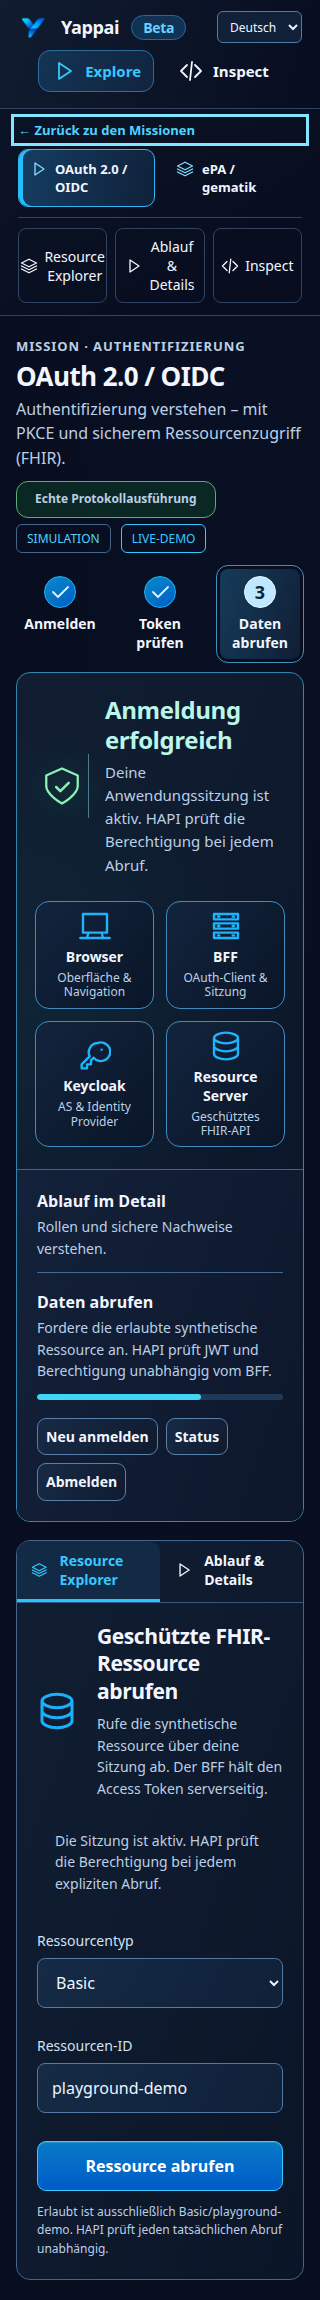 Yappai Beta Deutsch
Explore Inspect
← Zurück zu den Missionen
OAuth 2.0 /
OIDC
ePA /
gematik
Resource
Explorer
Ablauf
&
Details
Inspect
MISSION · AUTHENTIFIZIERUNG
OAuth 2.0 / OIDC
Authentifizierung verstehen – mit
PKCE und sicherem Ressourcenzugriff
(FHIR).
Echte Protokollausführung
SIMULATION LIVE-DEMO
Anmelden
Token
prüfen
3
Daten
abrufen
Anmeldung
erfolgreich
Deine
Anwendungssitzung ist
aktiv. HAPI prüft die
Berechtigung bei jedem
Abruf.
Browser
Oberfläche &
Navigation
BFF
OAuth-Client &
Sitzung
Keycloak
AS & Identity
Provider
Resource
Server
Geschütztes
FHIR-API
Ablauf im Detail
Rollen und sichere Nachweise
verstehen.
Daten abrufen
Fordere die erlaubte synthetische
Ressource an. HAPI prüft JWT und
Berechtigung unabhängig vom BFF.
Neu anmelden Status
Abmelden
Resource
Explorer
Ablauf &
Details
Geschützte FHIR-
Ressource
abrufen
Rufe die synthetische
Ressource über deine
Sitzung ab. Der BFF hält den
Access Token serverseitig.
Die Sitzung ist aktiv. HAPI prüft
die Berechtigung bei jedem
expliziten Abruf.
Ressourcentyp
Basic
Ressourcen-ID
playground-demo
Ressource abrufen
Erlaubt ist ausschließlich Basic/playground-
demo. HAPI prüft jeden tatsächlichen Abruf
unabhängig.